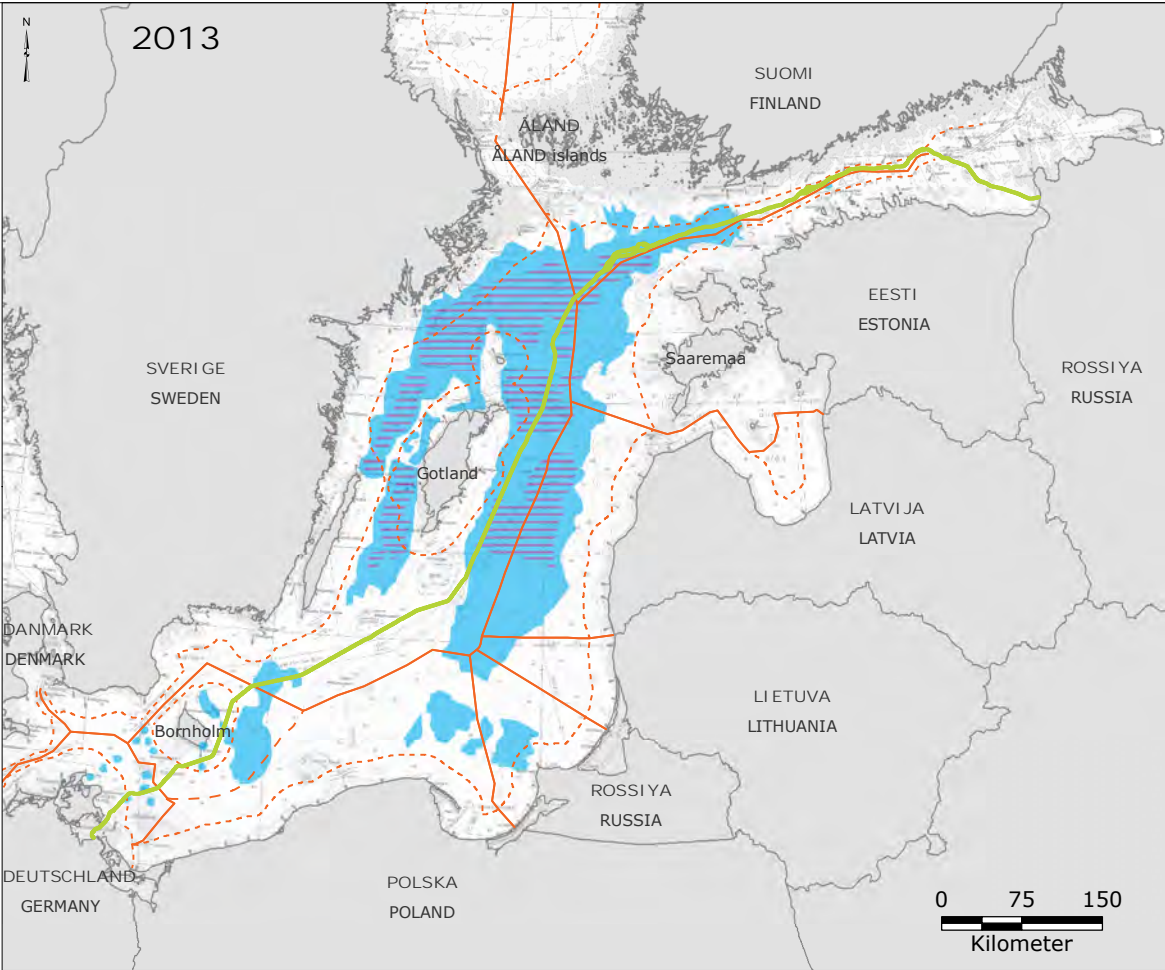 N
2013
SUOMI
FINLAND
ÅLAND
ÅLAND islands
EESTI
ESTONIA
Saaremaa
ROSSIYA
RUSSIA
SVERIGE
SWEDEN
Gotland
LATVIJA
LATVIA
DANMARK
DENMARK
LIETUVA
LITHUANIA
Bornholm
ROSSIYA
RUSSIA
DEUTSCHLAND
GERMANY
POLSKA
POLAND
0 75 150
Kilometer